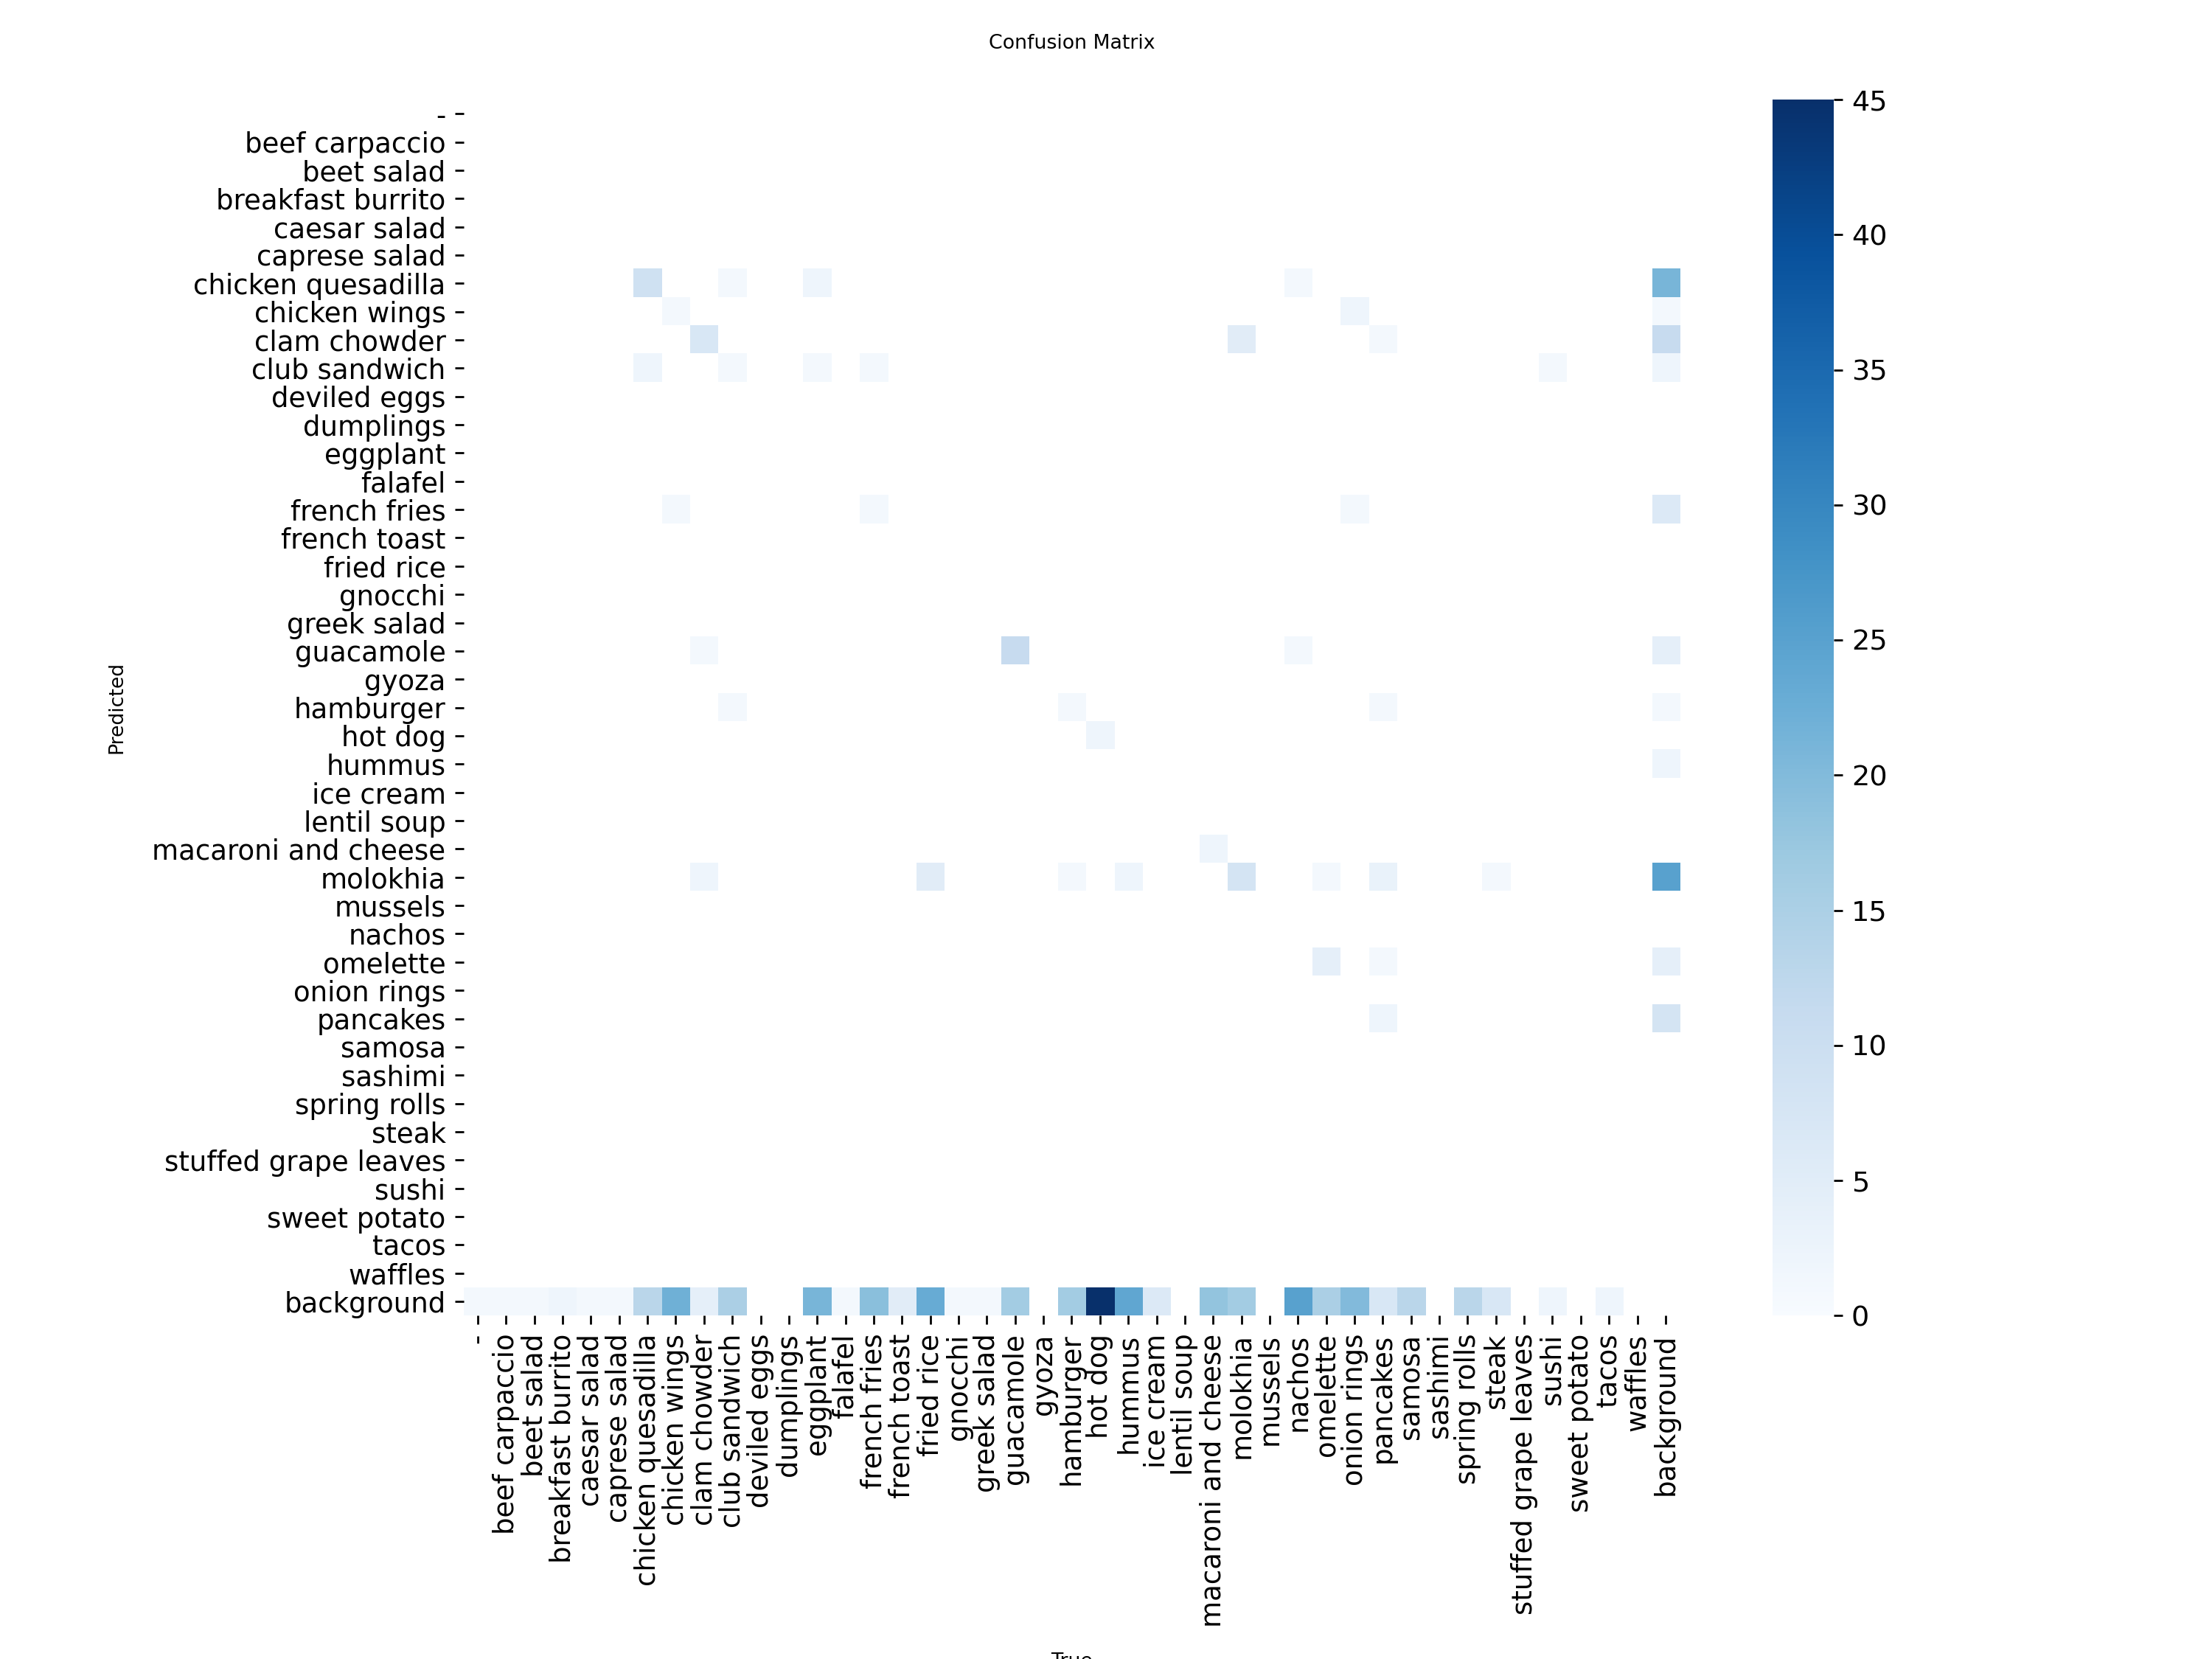 Confusion Matrix
-
beef carpaccio
beet salad
breakfast burrito
caesar salad
caprese salad
chicken quesadilla
chicken wings
clam chowder
club sandwich
deviled eggs
dumplings
eggplant
falafel
french fries
french toast
fried rice
gnocchi
greek salad
guacamole
gyoza
hamburger
hot dog
hummus
ice cream
lentil soup
macaroni and cheese
molokhia
mussels
nachos
omelette
onion rings
pancakes
samosa
sashimi
spring rolls
steak
stuffed grape leaves
sushi
sweet potato
tacos
waffles
background
Predicted
-
beef carpaccio
beet salad
breakfast burrito
caesar salad
caprese salad
chicken quesadilla
chicken wings
clam chowder
club sandwich
deviled eggs
dumplings
eggplant
falafel
french fries
french toast
fried rice
gnocchi
greek salad
guacamole
gyoza
hamburger
hot dog
hummus
ice cream
lentil soup
macaroni and cheese
molokhia
mussels
nachos
omelette
onion rings
pancakes
samosa
sashimi
spring rolls
steak
stuffed grape leaves
sushi
sweet potato
tacos
waffles
background
True
45
40
35
30
25
20
15
10
5
0